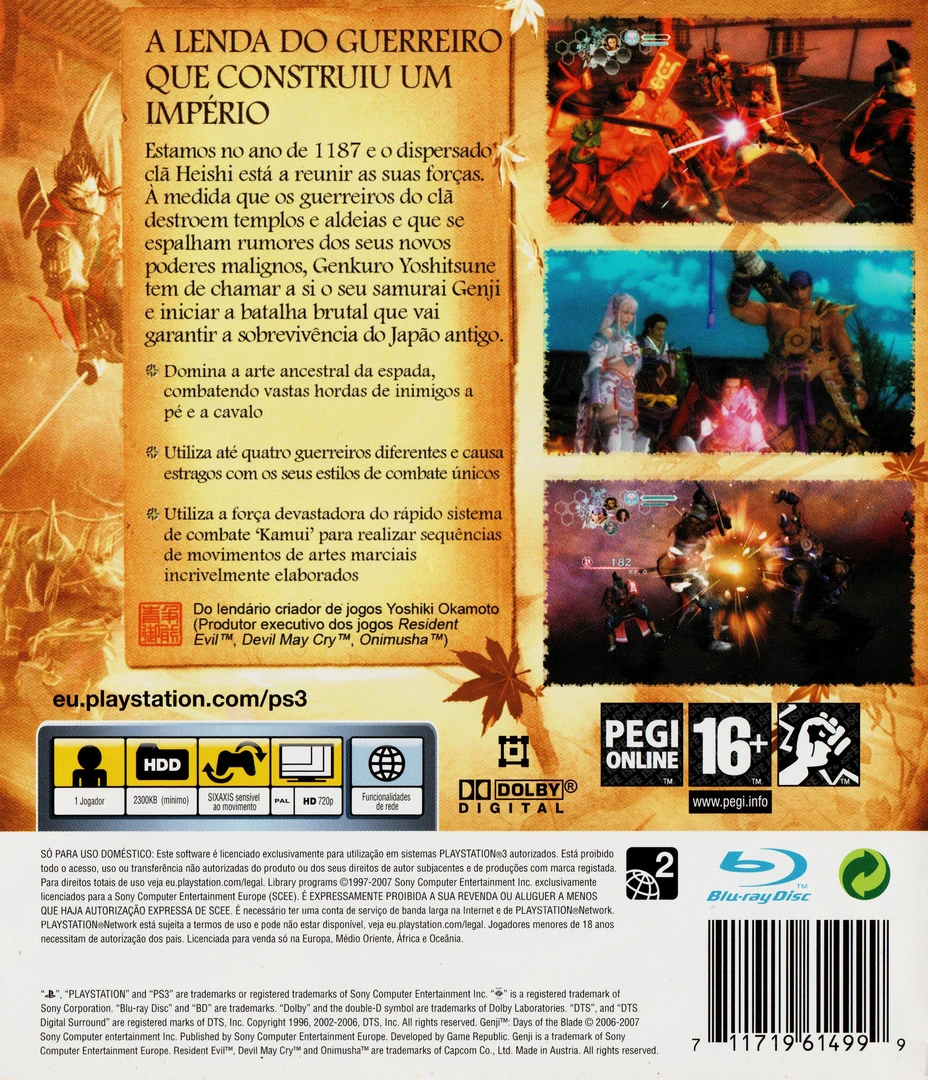 A LENDA DO GUERREIRO
QUE CONSTRUIU UM
IMPÉRIO
Estamos no ano de 1187 e o dispersado
clã Heishi está a reunir as suas forças.
À medida que os guerreiros do clã
destroem templos e aldeias e que se
espalham rumores dos seus novos
poderes malignos, Genkuro Yoshitsune
tem de chamar a si o seu samurai Genji
e iniciar a batalha brutal que vai
garantir a sobrevivência do Japão antigo.
Domina a arte ancestral da espada,
combatendo vastas hordas de inimigos a
pé e a cavalo
Utiliza até quatro guerreiros diferentes e causa
estragos com os seus estilos de combate únicos
Utiliza a força devastadora do rápido sistema
de combate ‘Kamui’ para realizar sequências
de movimentos de artes marciais
incrivelmente elaborados
Do lendário criador de jogos Yoshiki Okamoto
(Produtor executivo dos jogos Resident
Evil™, Devil May Cry™, Onimusha™)
182
eu.playstation.com/ps3
HDD
1 Jogador
2300KB (mínimo)
SIXAXIS sensível
ao movimento
PAL
HD 720p
Funcionalidades
de rede
DOLBY®
DIGITAL
PEGI
ONLINE
™
16+
™
™
www.pegi.info
SÓ PARA USO DOMÉSTICO: Este software é licenciado exclusivamente para utilização em sistemas PLAYSTATION®3 autorizados. Está proibido
todo o acesso, uso ou transferência não autorizadas do produto ou dos seus direitos de autor subjacentes e de produções com marca registada.
Para direitos totais de uso veja eu.playstation.com/legal. Library programs ©1997-2007 Sony Computer Entertainment Inc. exclusivamente
licenciados para a Sony Computer Entertainment Europe (SCEE). É EXPRESSAMENTE PROIBIDA A SUA REVENDA OU ALUGUER A MENOS
QUE HAJA AUTORIZAÇÃO EXPRESSA DE SCEE. É necessário ter uma conta de serviço de banda larga na Internet e de PLAYSTATION®Network.
PLAYSTATION®Network está sujeita a termos de uso e pode não estar disponível, veja eu.playstation.com/legal. Jogadores menores de 18 anos
necessitam de autorização dos pais. Licenciada para venda só na Europa, Médio Oriente, África e Oceânia.
2
Blu-ray Disc
™
“ ”, “PLAYSTATION” and “PS3” are trademarks or registered trademarks of Sony Computer Entertainment Inc. “ ” is a registered trademark of
Sony Corporation. “Blu-ray Disc” and “BD” are trademarks. “Dolby” and the double-D symbol are trademarks of Dolby Laboratories. “DTS”, and “DTS
Digital Surround” are registered marks of DTS, Inc. Copyright 1996, 2002-2006, DTS, Inc. All rights reserved. Genji™: Days of the Blade © 2006-2007
Sony Computer entertainment Inc. Published by Sony Computer Entertainment Europe. Developed by Game Republic. Genji is a trademark of Sony
Computer Entertainment Europe. Resident Evil™, Devil May Cry™ and Onimusha™ are trademarks of Capcom Co., Ltd. Made in Austria. All rights reserved.
7 11719 61499 9